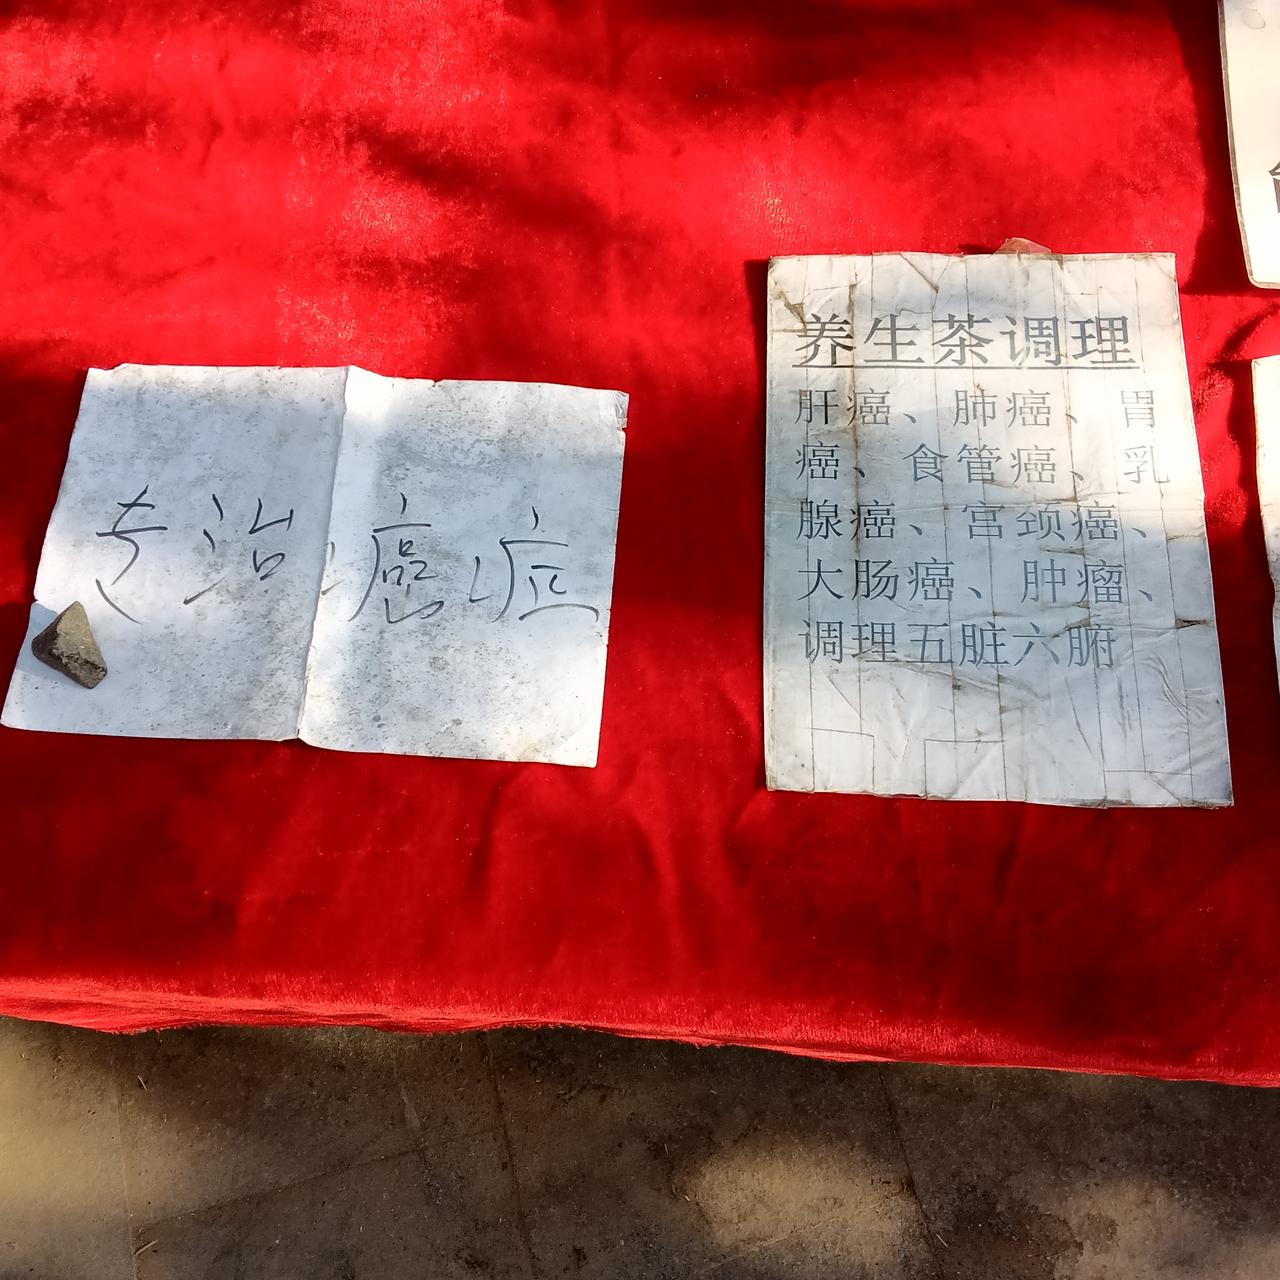 专治癌症
养生茶调理
肝癌、肺癌、胃
癌、食管癌、乳
腺癌、宫颈癌、
大肠癌、肿瘤、
调理五脏六腑